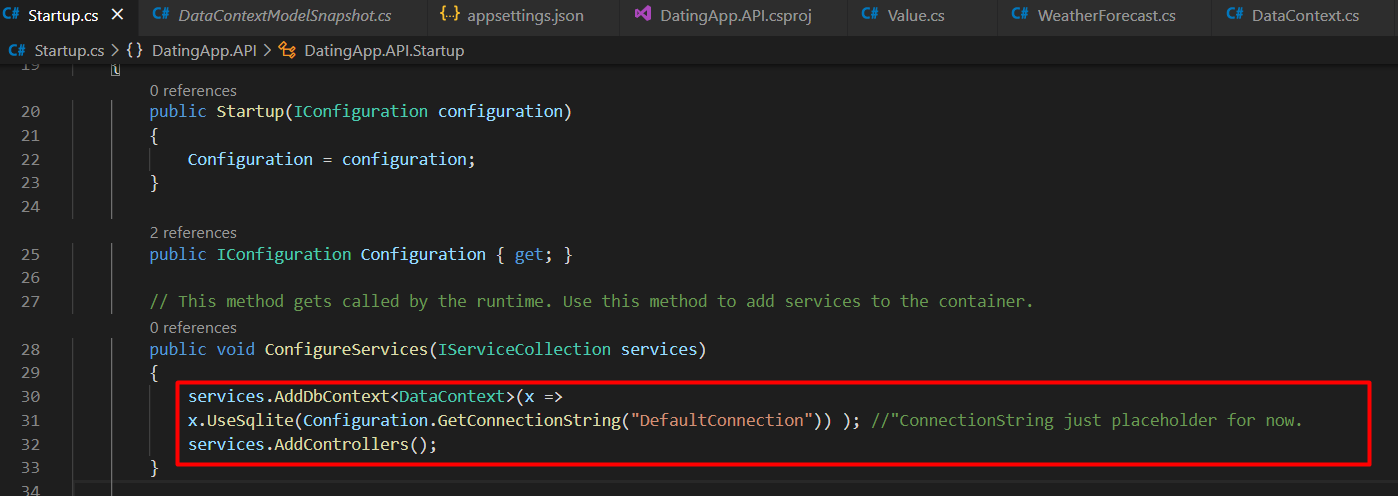 C# Startup.cs × C# DataContextModelSnapshot.cs {··} appsettings.json DatingApp.API.csproj C# Value.cs C# WeatherForecast.cs C# DataContext.cs
C# Startup.cs > {} DatingApp.API > DatingApp.API.Startup
19 {
0 references
20 public Startup(IConfiguration configuration)
21 {
22 Configuration = configuration;
23 }
24
2 references
25 public IConfiguration Configuration { get; }
26
27 // This method gets called by the runtime. Use this method to add services to the container.
0 references
28 public void ConfigureServices(IServiceCollection services)
29 {
30 services.AddDbContext<DataContext>(x =>
31 x.UseSqlite(Configuration.GetConnectionString("DefaultConnection")) ); //"ConnectionString just placeholder for now.
32 services.AddControllers();
33 }
34